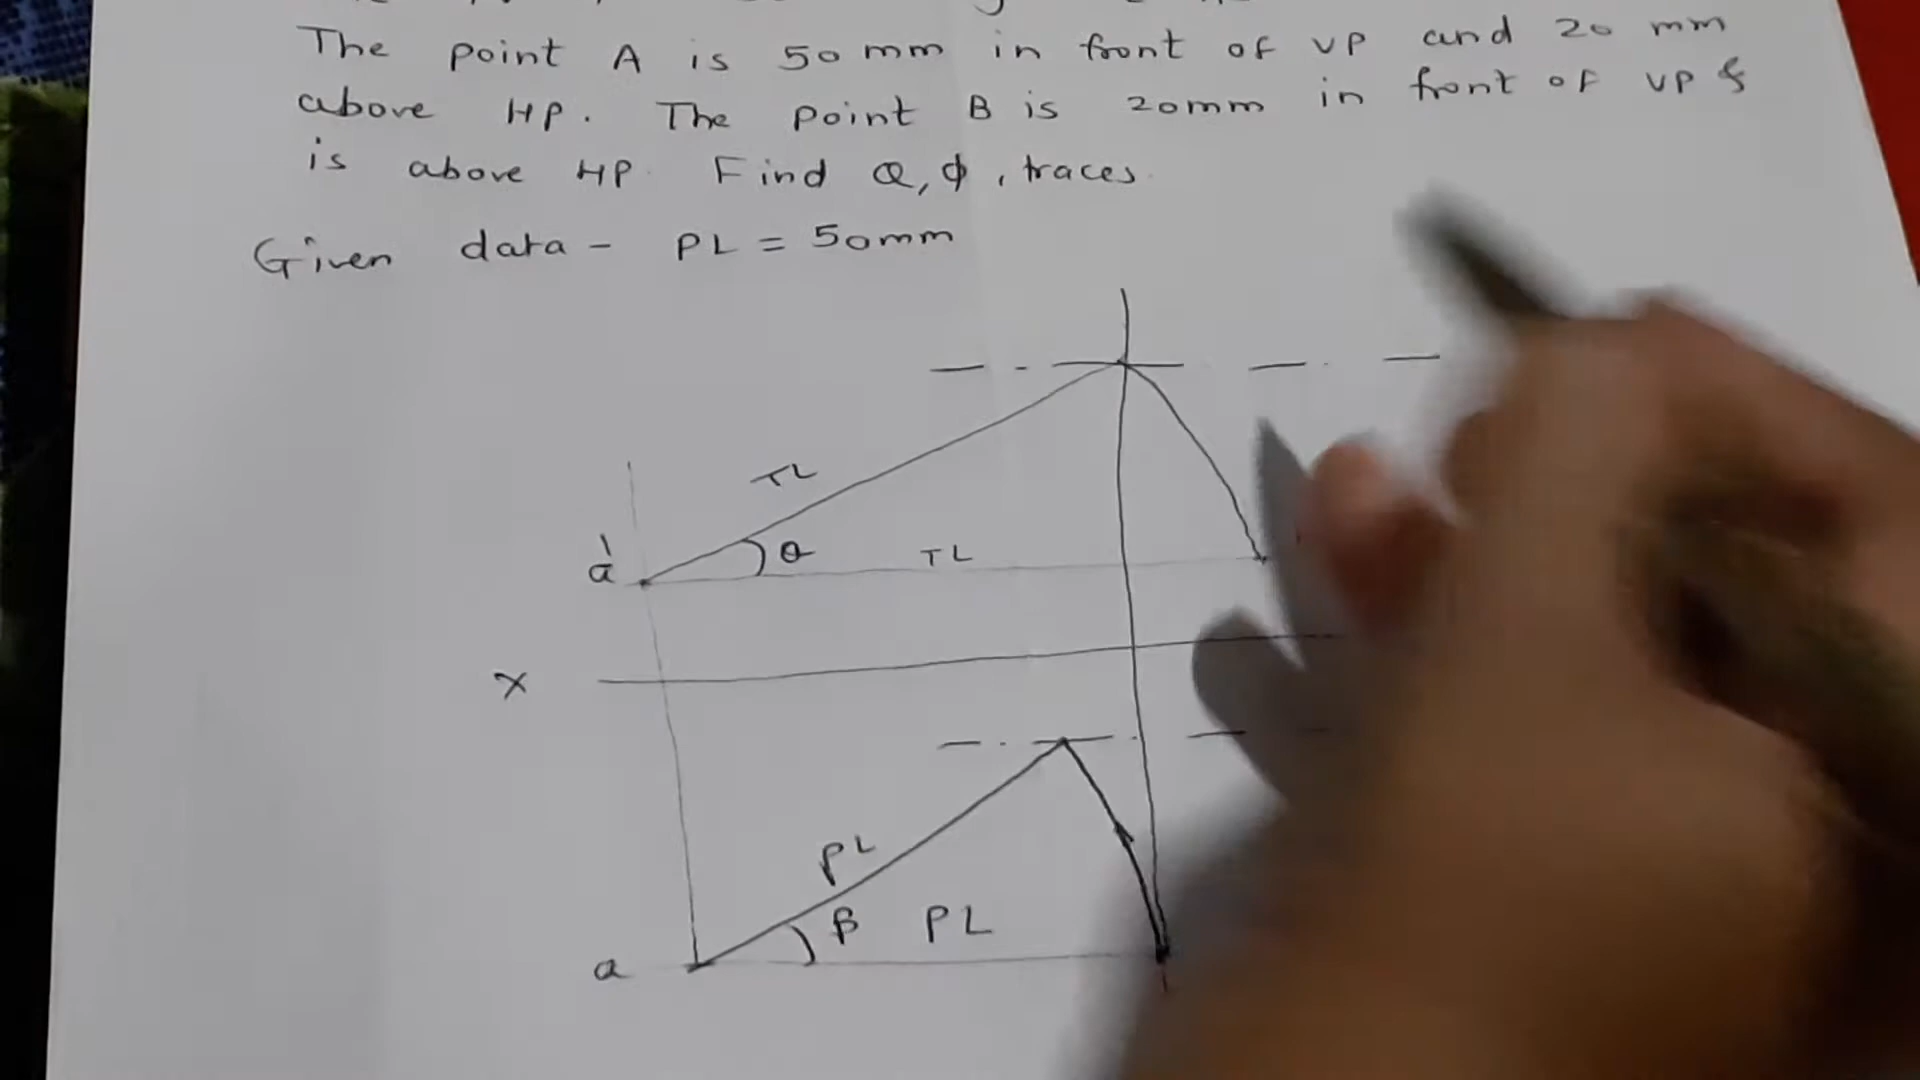 The point A is 50 mm in front of VP and 20 mm
above HP. The point B is 20mm in front of VP &
is above HP. Find θ, ϕ, traces.
Given data - PL = 50mm
TL
a'
θ
TL
X
PL
β
PL
a